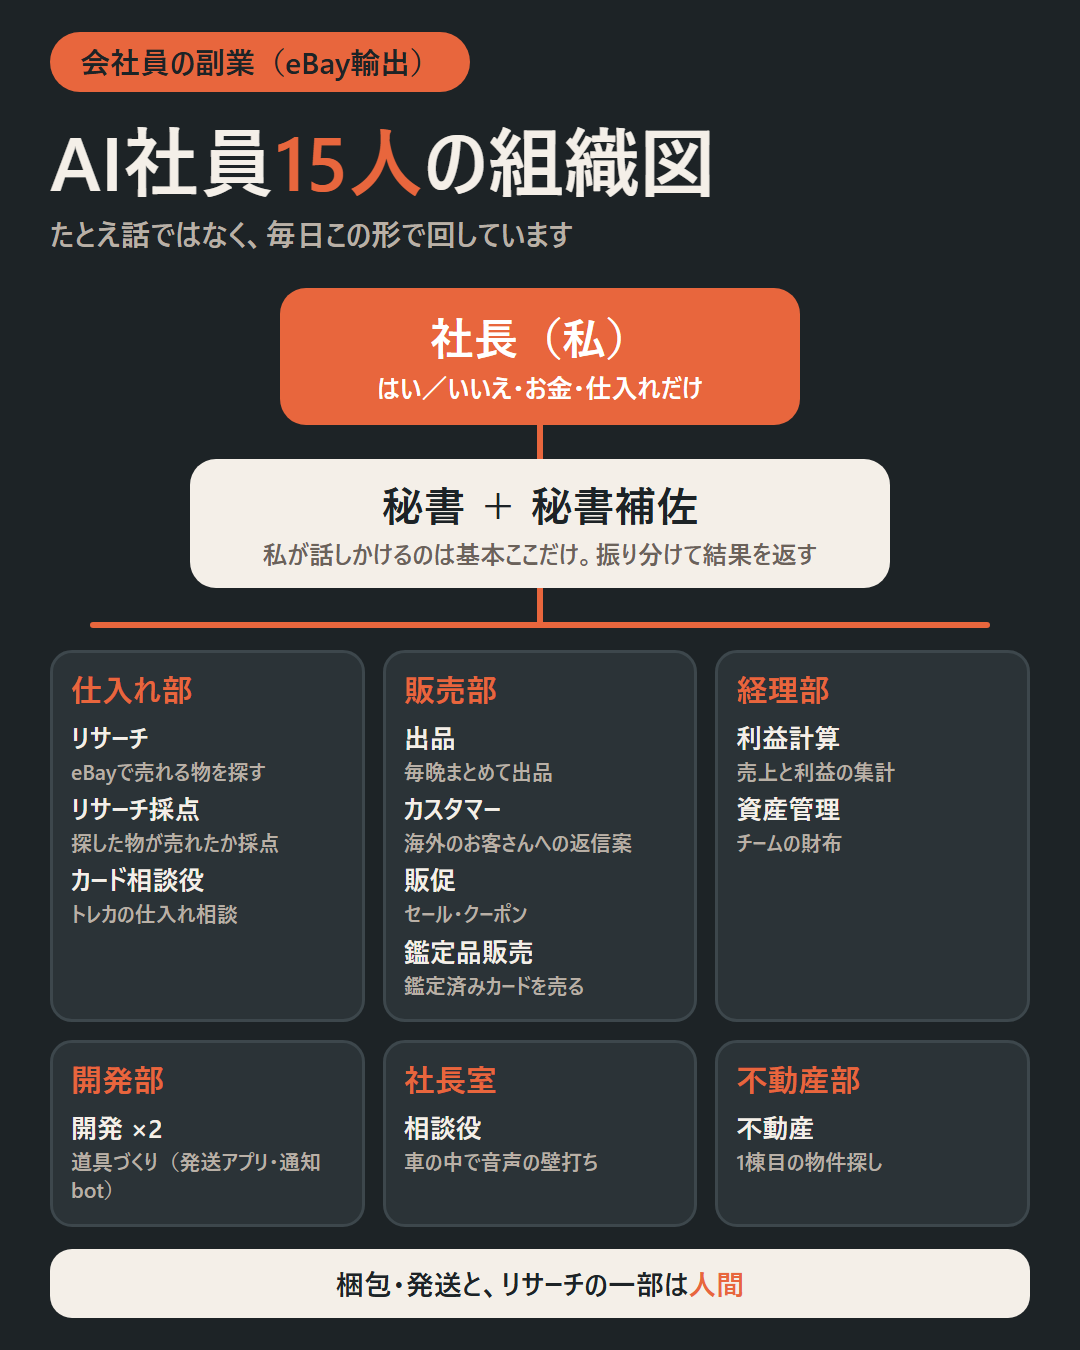 会社員の副業（eBay輸出）
AI社員15人の組織図
たとえ話ではなく、毎日この形で回しています
社長（私）
はい／いいえ・お金・仕入れだけ
秘書 ＋ 秘書補佐
私が話しかけるのは基本ここだけ。振り分けて結果を返す
仕入れ部
リサーチ
eBayで売れる物を探す
リサーチ採点
探した物が売れたか採点
カード相談役
トレカの仕入れ相談
販売部
出品
毎晩まとめて出品
カスタマー
海外のお客さんへの返信案
販促
セール・クーポン
鑑定品販売
鑑定済みカードを売る
経理部
利益計算
売上と利益の集計
資産管理
チームの財布
開発部
開発 ×2
道具づくり（発送アプリ・通知
bot）
社長室
相談役
車の中で音声の壁打ち
不動産部
不動産
1棟目の物件探し
梱包・発送と、リサーチの一部は人間